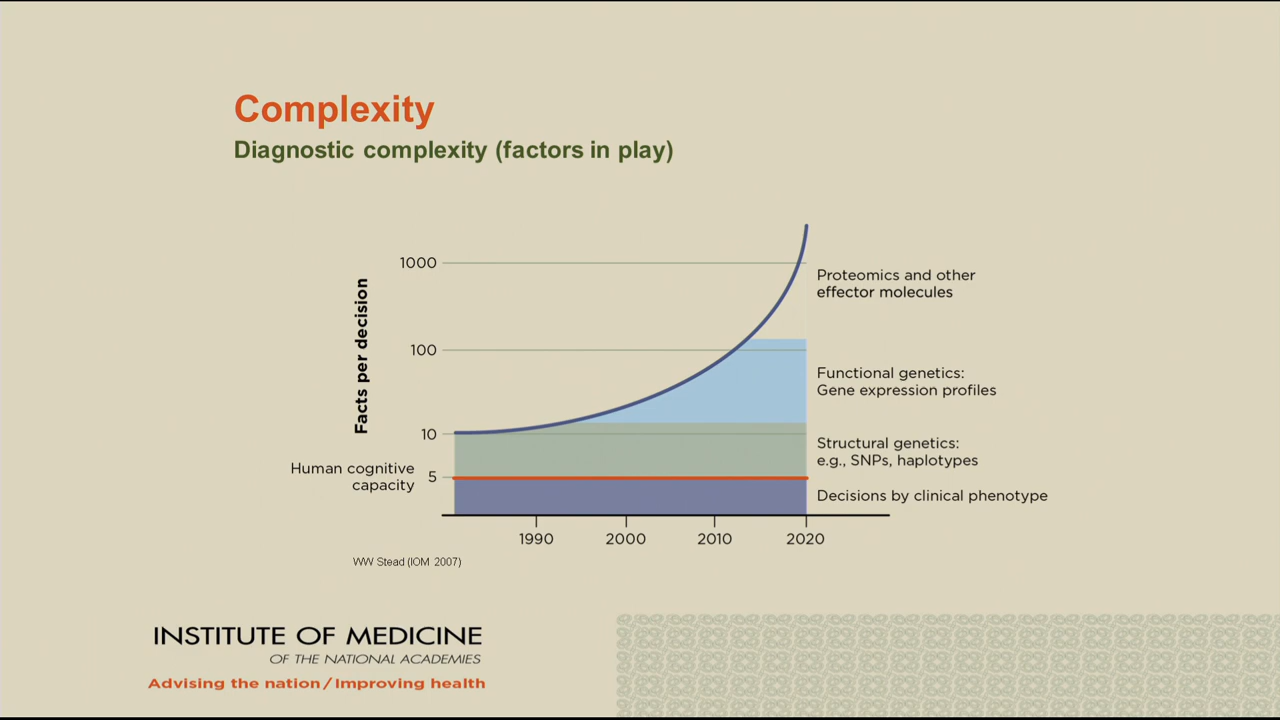 Complexity
Diagnostic complexity (factors in play)
Facts per decision
1000
100
10
5
Human cognitive
capacity
Proteomics and other
effector molecules
Functional genetics:
Gene expression profiles
Structural genetics:
e.g., SNPs, haplotypes
Decisions by clinical phenotype
1990
2000
2010
2020
WW Stead (IOM 2007)
INSTITUTE OF MEDICINE
OF THE NATIONAL ACADEMIES
Advising the nation / Improving health